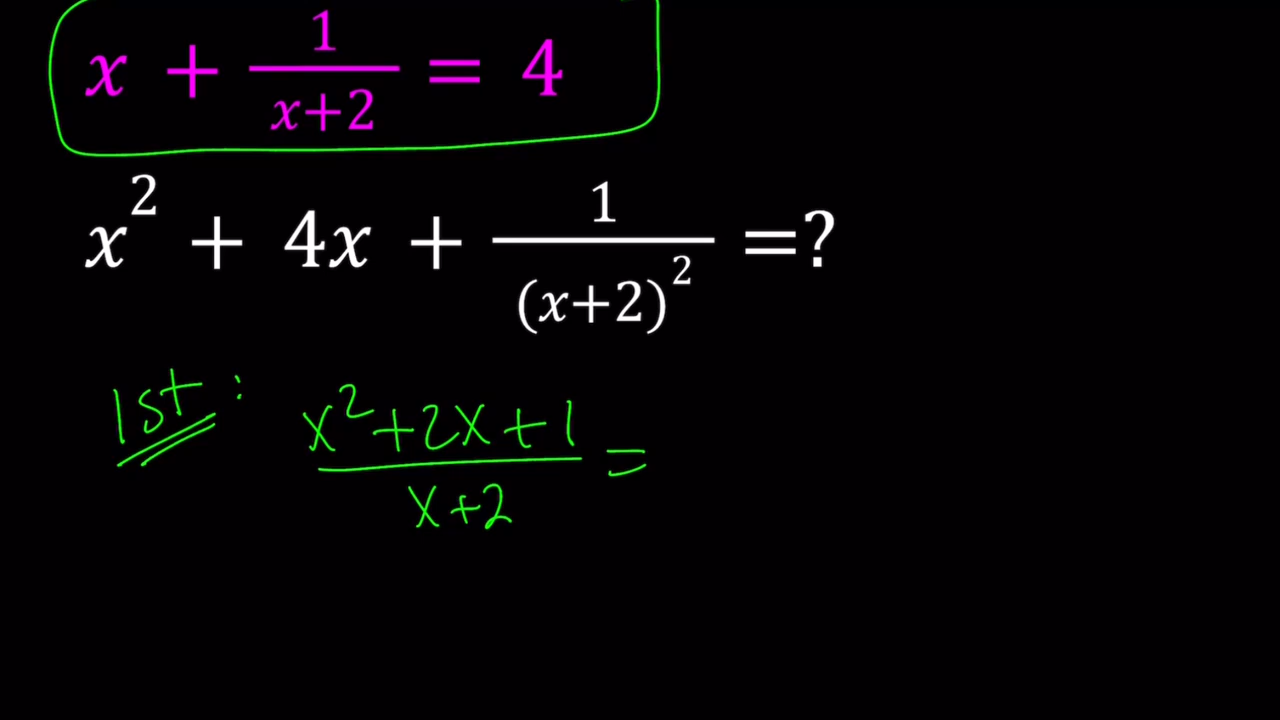 x + 1/(x+2) = 4
x² + 4x + 1/(x+2)² =?
1st: (x²+2x+1)/(x+2) =